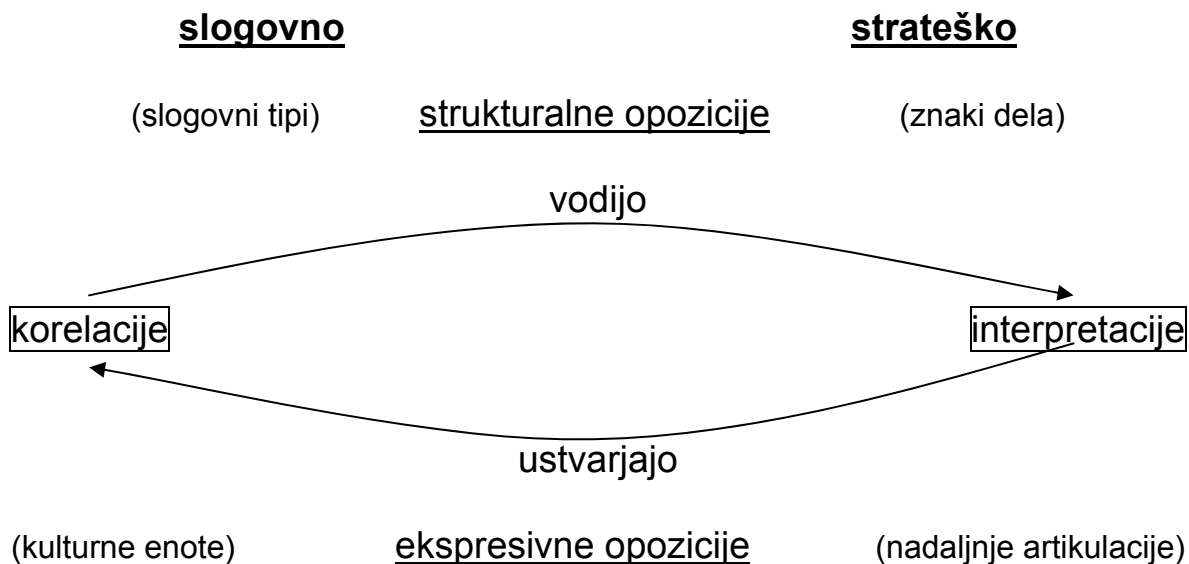 slogovno strateško
(slogovni tipi) strukturalne opozicije (znaki dela)
vodijo
korelacije interpretacije
ustvarjajo
(kulturne enote) ekspresivne opozicije (nadaljnje artikulacije)